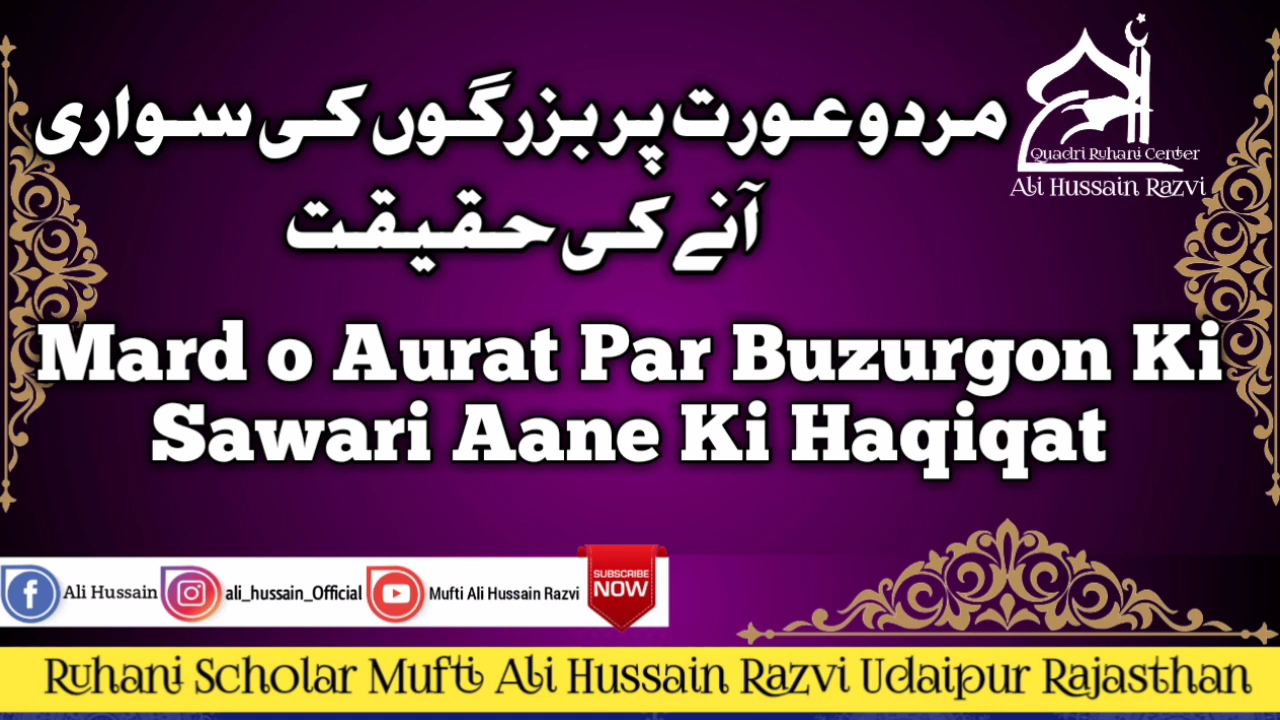 مرد و عورت پر بزرگوں کی سواری
آنے کی حقیقت
Quadri Ruhani Center
Ali Hussain Razvi
Mard o Aurat Par Buzurgon Ki
Sawari Aane Ki Haqiqat
Ali Hussain
ali_hussain_Official
Mufti Ali Hussain Razvi
SUBSCRIBE
NOW
Ruhani Scholar Mufti Ali Hussain Razvi Udaipur Rajasthan